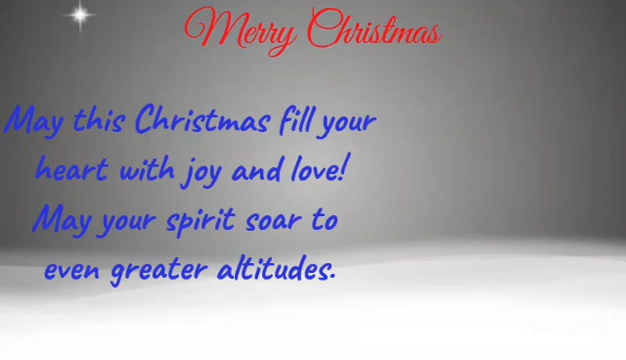 Merry Christmas
May this Christmas fill your
heart with joy and love!
May your spirit soar to
even greater altitudes.